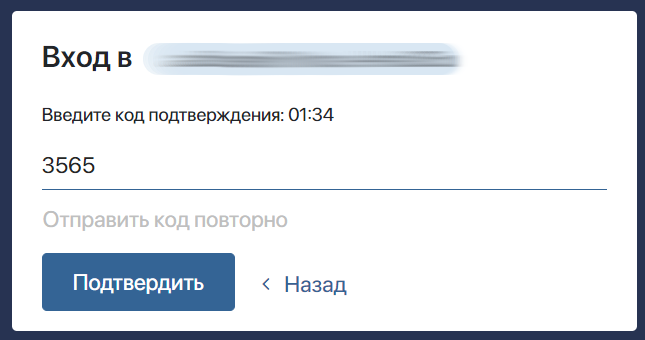 Вход в
Введите код подтверждения: 01:34
3565
Отправить код повторно
Подтвердить
Назад